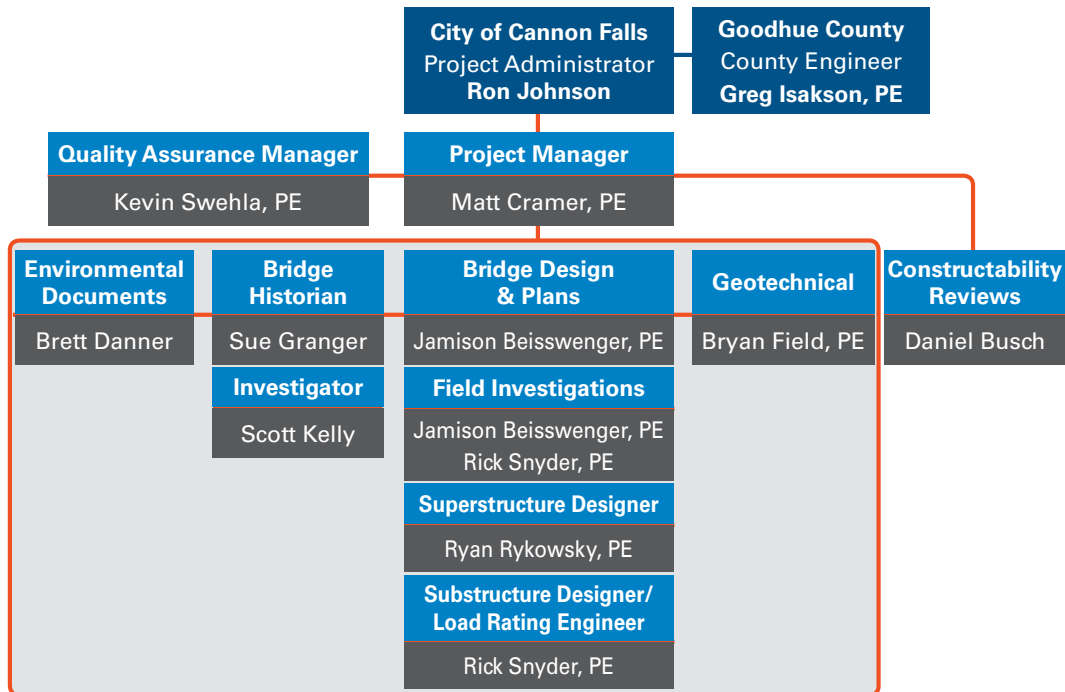 City of Cannon Falls
Project Administrator
Ron Johnson
Goodhue County
County Engineer
Greg Isakson, PE
Quality Assurance Manager
Kevin Swehla, PE
Project Manager
Matt Cramer, PE
Environmental
Documents
Brett Danner
Bridge
Historian
Sue Granger
Investigator
Scott Kelly
Bridge Design
& Plans
Jamison Beisswenger, PE
Field Investigations
Jamison Beisswenger, PE
Rick Snyder, PE
Superstructure Designer
Ryan Rykowsky, PE
Substructure Designer/
Load Rating Engineer
Rick Snyder, PE
Geotechnical
Bryan Field, PE
Constructability
Reviews
Daniel Busch